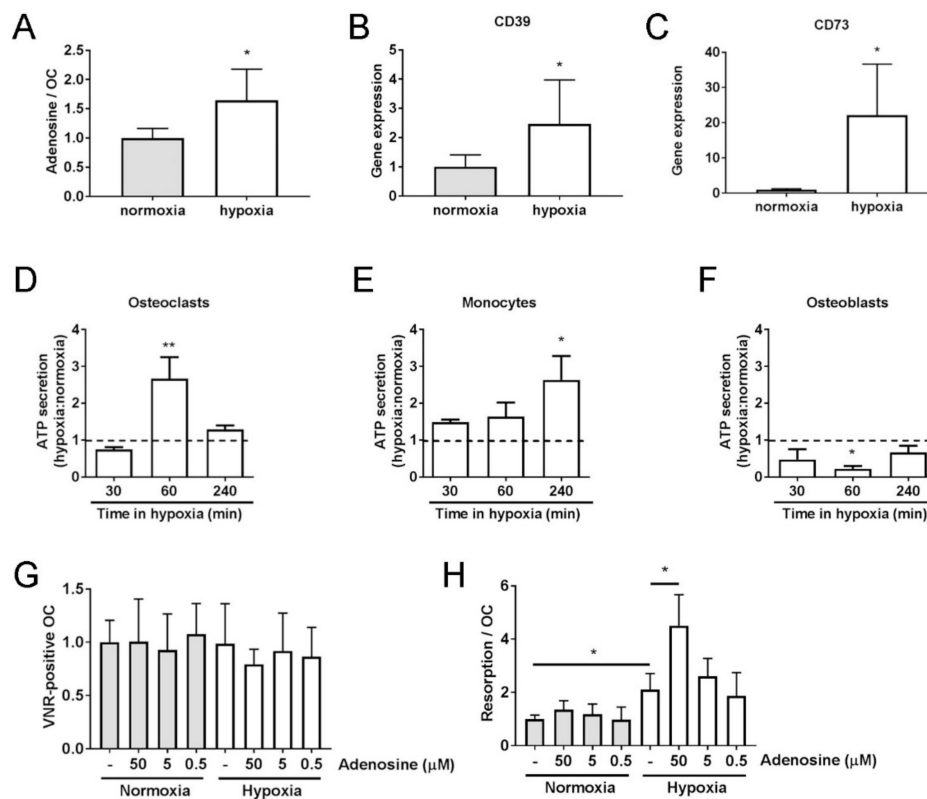 A
Adenosine / OC
2.5
2.0
1.5
1.0
0.5
0.0
*
normoxia hypoxia
B
CD39
Gene expression
5
4
3
2
1
0
*
normoxia hypoxia
C
CD73
Gene expression
40
30
20
10
0
*
normoxia hypoxia
D
Osteoclasts
ATP secretion
(hypoxia:normoxia)
4
3
2
1
0
**
30 60 240
Time in hypoxia (min)
E
Monocytes
ATP secretion
(hypoxia:normoxia)
4
3
2
1
0
*
30 60 240
Time in hypoxia (min)
F
Osteoblasts
ATP secretion
(hypoxia:normoxia)
4
3
2
1
0
*
30 60 240
Time in hypoxia (min)
G
VNR-positive OC
1.5
1.0
0.5
0.0
- 50 5 0.5 - 50 5 0.5 Adenosine (μM)
Normoxia Hypoxia
H
Resorption / OC
6
4
2
0
*
*
- 50 5 0.5 - 50 5 0.5 Adenosine (μM)
Normoxia Hypoxia